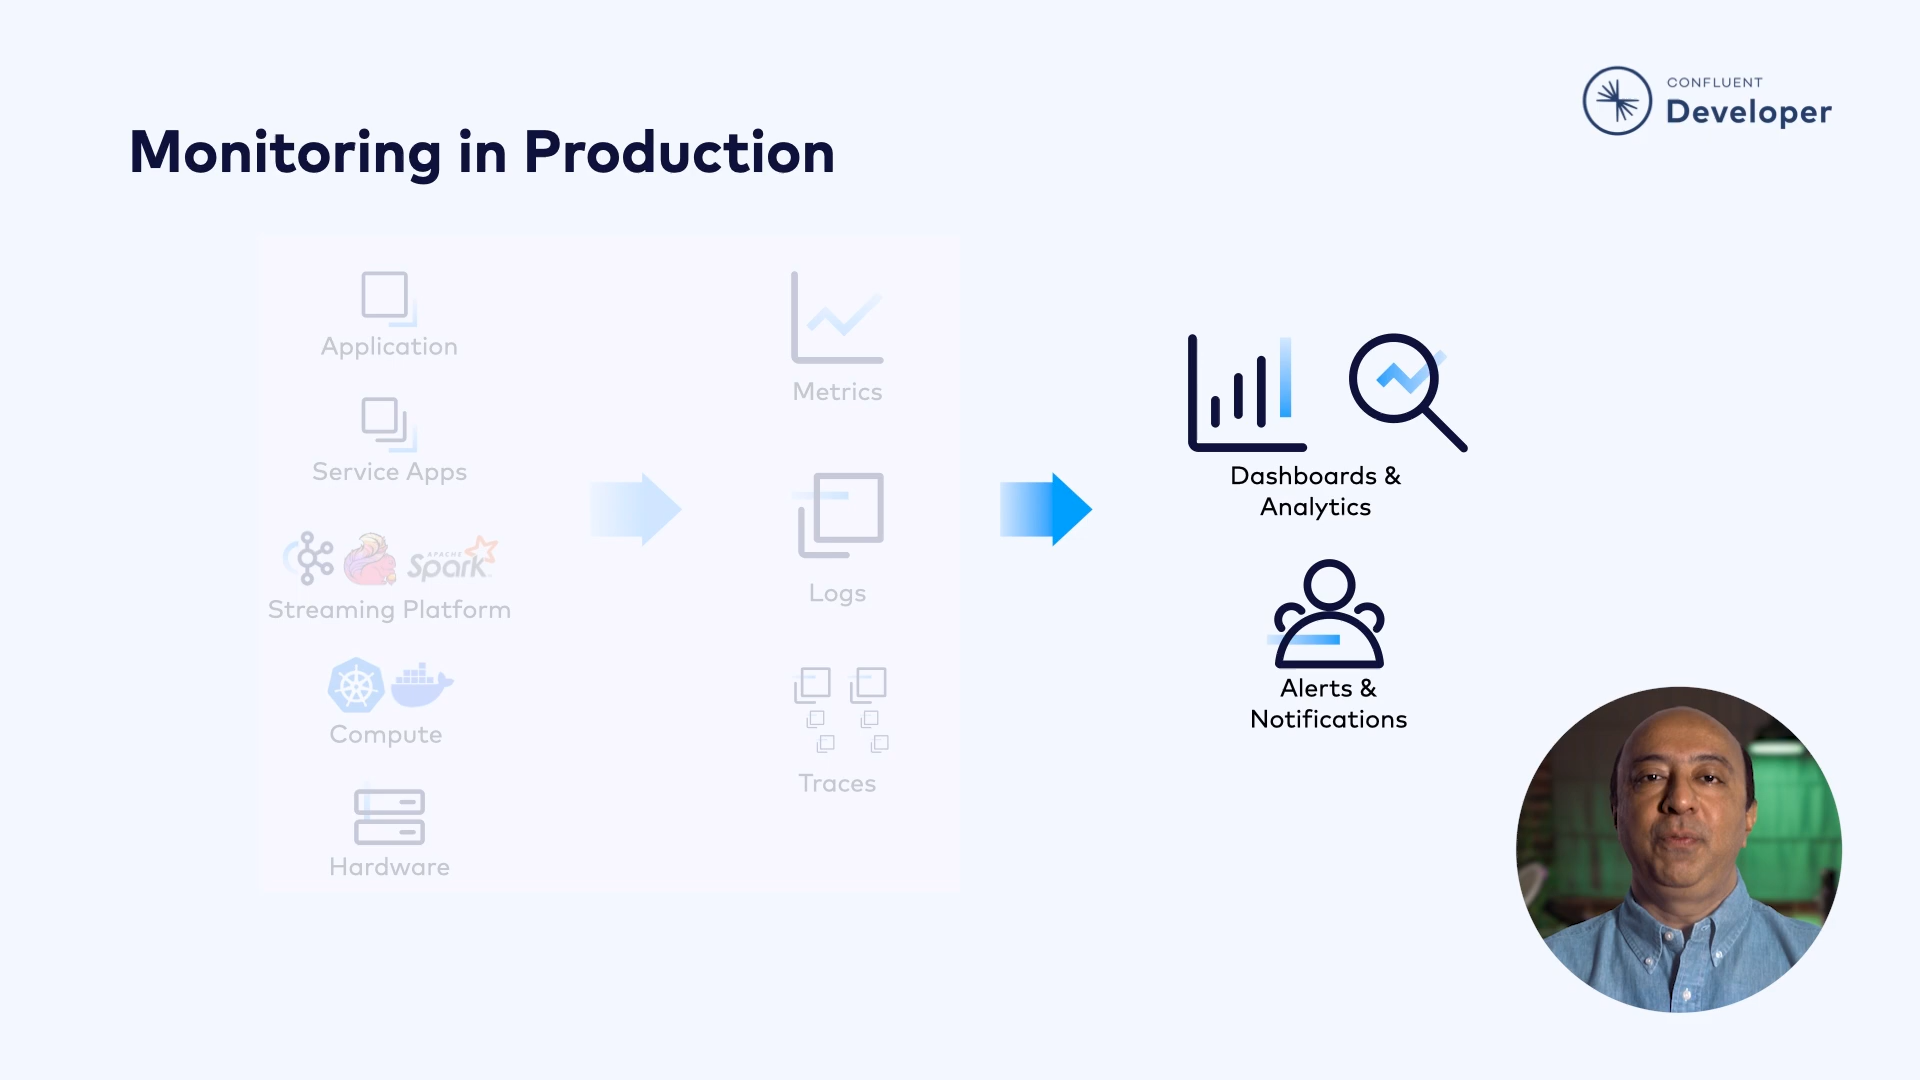 CONFLUENT
Developer
Monitoring in Production
Application
Service Apps
APACHE
Spark
Streaming Platform
Compute
Hardware
Metrics
Logs
Traces
Dashboards &
Analytics
Alerts &
Notifications